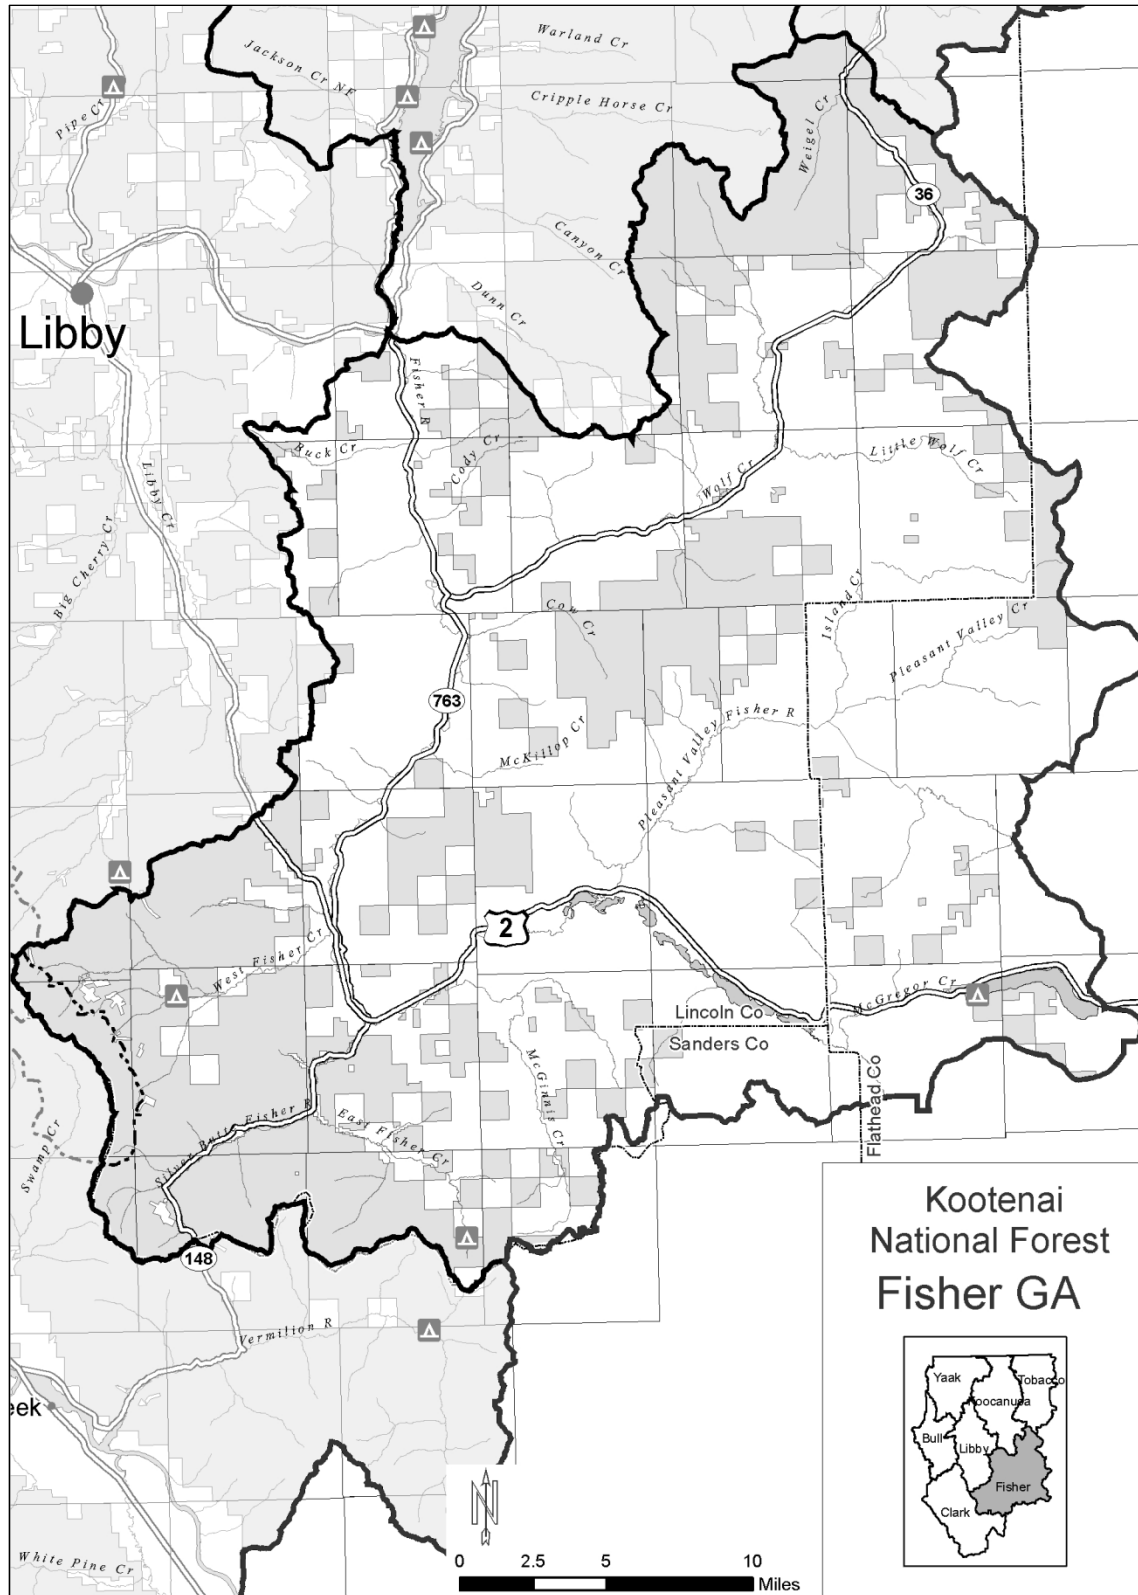 Warland Cr
Jackson Cr NF
Cripple Horse Cr
Pipe Cr
Weigel Cr
36
Canyon Cr
Dunn Cr
Libby
Fisher R
Buck Cr
Cody Cr
Wolf Cr
Little Wolf Cr
Libby Cr
Big Cherry Cr
Island Cr
Cow Cr
Pleasant Valley Cr
763
Pleasant Valley Fisher R
McKillop Cr
2
West Fisher Cr
McGregor Cr
Lincoln Co
Sanders Co
Flathead Co
McGinnis Cr
Silver Butte Fisher R
East Fisher Cr
Swamp Cr
148
Vermilion R
eek
White Pine Cr
Kootenai
National Forest
Fisher GA
Yaak
Tobacco
Koocanusa
Bull
Libby
Fisher
Clark
N
0 2.5 5 10
Miles